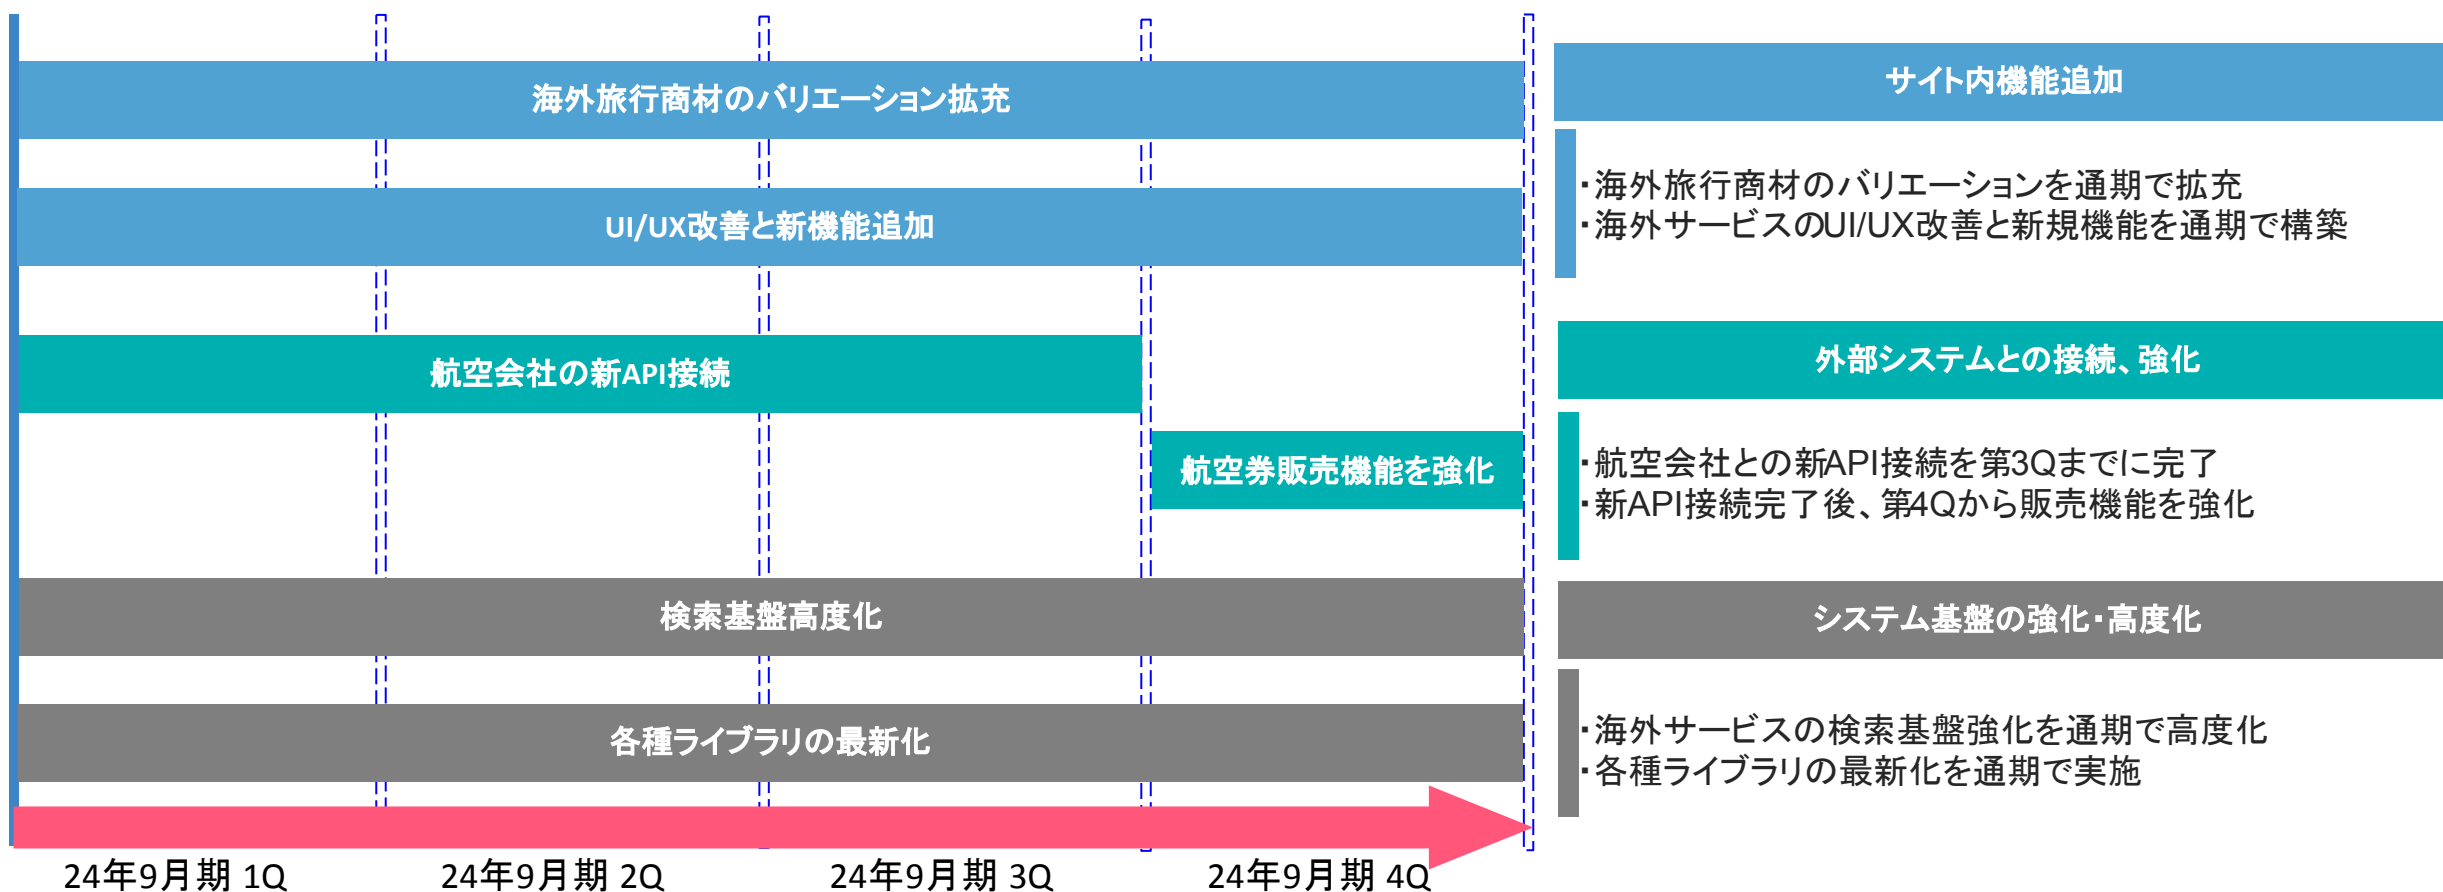 海外旅行商材のバリエーション拡充
UI/UX改善と新機能追加
航空会社の新API接続
航空券販売機能を強化
検索基盤高度化
各種ライブラリの最新化
24年9月期 1Q
24年9月期 2Q
24年9月期 3Q
24年9月期 4Q
サイト内機能追加
・海外旅行商材のバリエーションを通期で拡充
・海外サービスのUI/UX改善と新規機能を通期で構築
外部システムとの接続、強化
・航空会社との新API接続を第3Qまでに完了
・新API接続完了後、第4Qから販売機能を強化
システム基盤の強化・高度化
・海外サービスの検索基盤強化を通期で高度化
・各種ライブラリの最新化を通期で実施